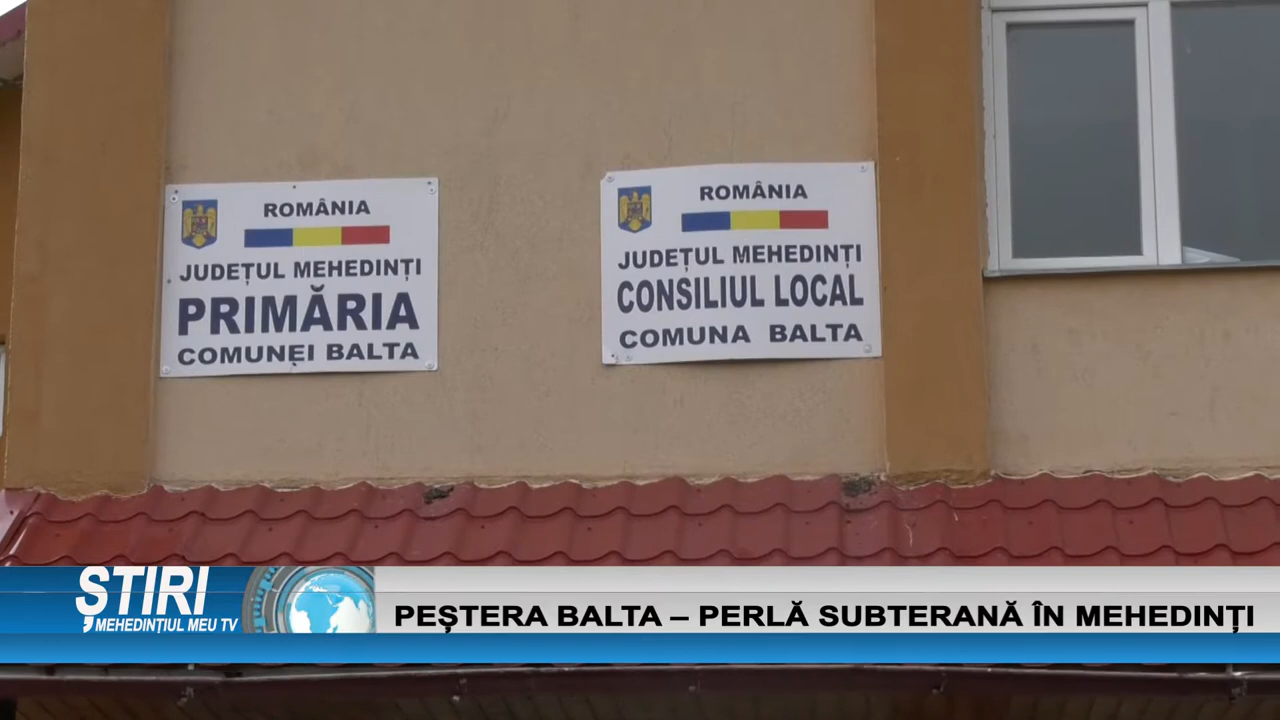 ROMÂNIA
JUDEȚUL MEHEDINȚI
PRIMĂRIA
COMUNEI BALTA
ROMÂNIA
JUDEȚUL MEHEDINȚI
CONSILIUL LOCAL
COMUNA BALTA
ȘTIRI
MEHEDINȚIUL MEU TV
PEȘTERA BALTA – PERLĂ SUBTERANĂ ÎN MEHEDINȚI